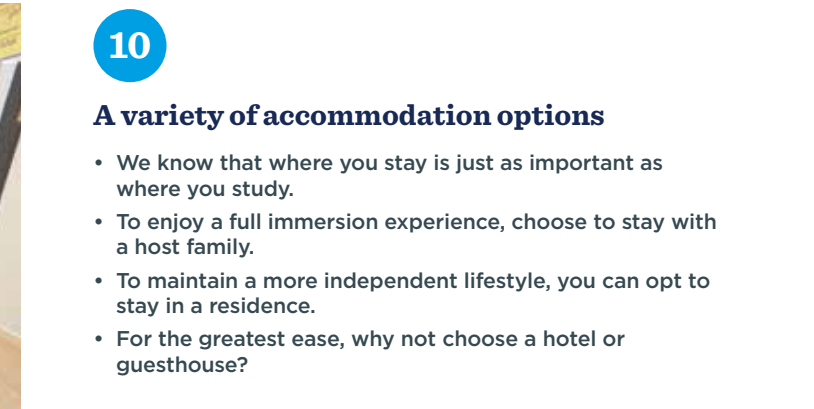 10
A variety of accommodation options
• We know that where you stay is just as important as
where you study.
• To enjoy a full immersion experience, choose to stay with
a host family.
• To maintain a more independent lifestyle, you can opt to
stay in a residence.
• For the greatest ease, why not choose a hotel or
guesthouse?